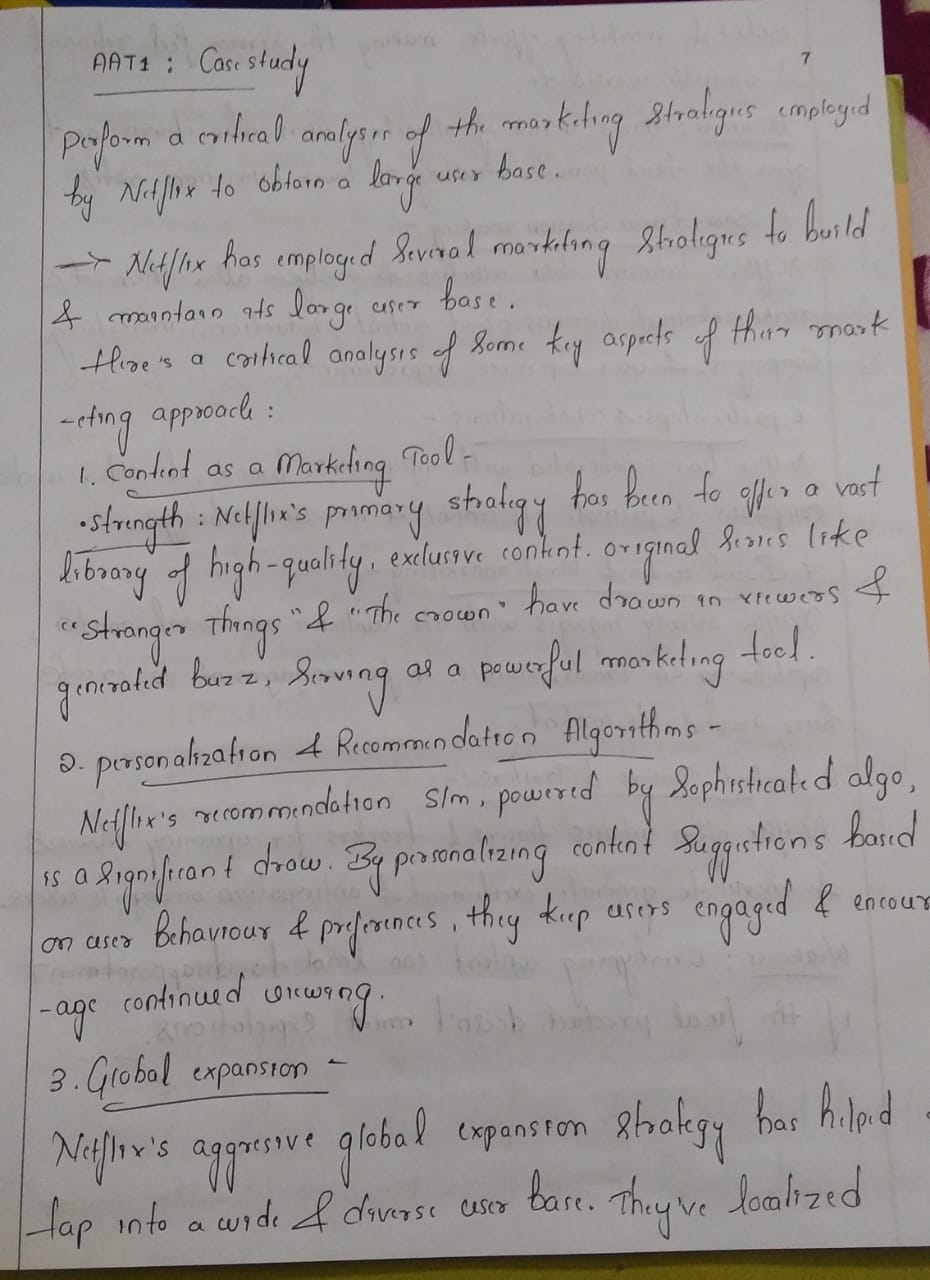 AAT1 : Case study
7
perform a critical analysis of the marketing strategies employed
by Netflix to obtain a large user base.
→ Netflix has employed several marketing strategies to build
& maintain its large user base.
Here's a critical analysis of some key aspects of their mark
-eting approach :
1. Content as a Marketing Tool -
• strength : Netflix's primary strategy has been to offer a vast
library of high-quality, exclusive content. original series like
"Stranger Things" & "The crown" have drawn in viewers &
generated buzz, serving as a powerful marketing tool.
2. personalization & Recommendation Algorithms -
Netflix's recommendation s/m, powered by sophisticated algo,
is a significant draw. By personalizing content suggestions based
on user Behaviour & preferences, they keep users engaged & encour
-age continued viewing.
3. Global expansion -
Netflix's aggresive global expansion strategy has helped
tap into a wide & diverse user base. They've localized